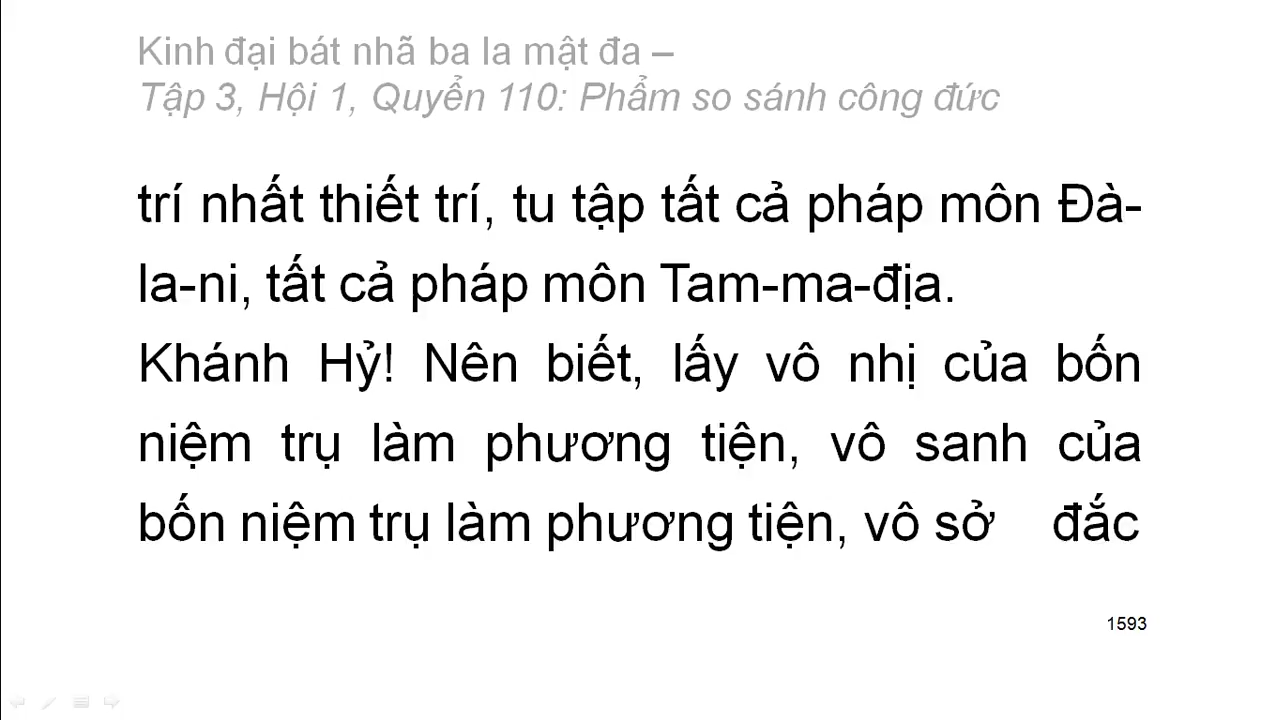 Kinh đại bát nhã ba la mật đa –
Tập 3, Hội 1, Quyển 110: Phẩm so sánh công đức
trí nhất thiết trí, tu tập tất cả pháp môn Đà-
la-ni, tất cả pháp môn Tam-ma-địa.
Khánh Hỷ! Nên biết, lấy vô nhị của bốn
niệm trụ làm phương tiện, vô sanh của
bốn niệm trụ làm phương tiện, vô sở đắc
1593